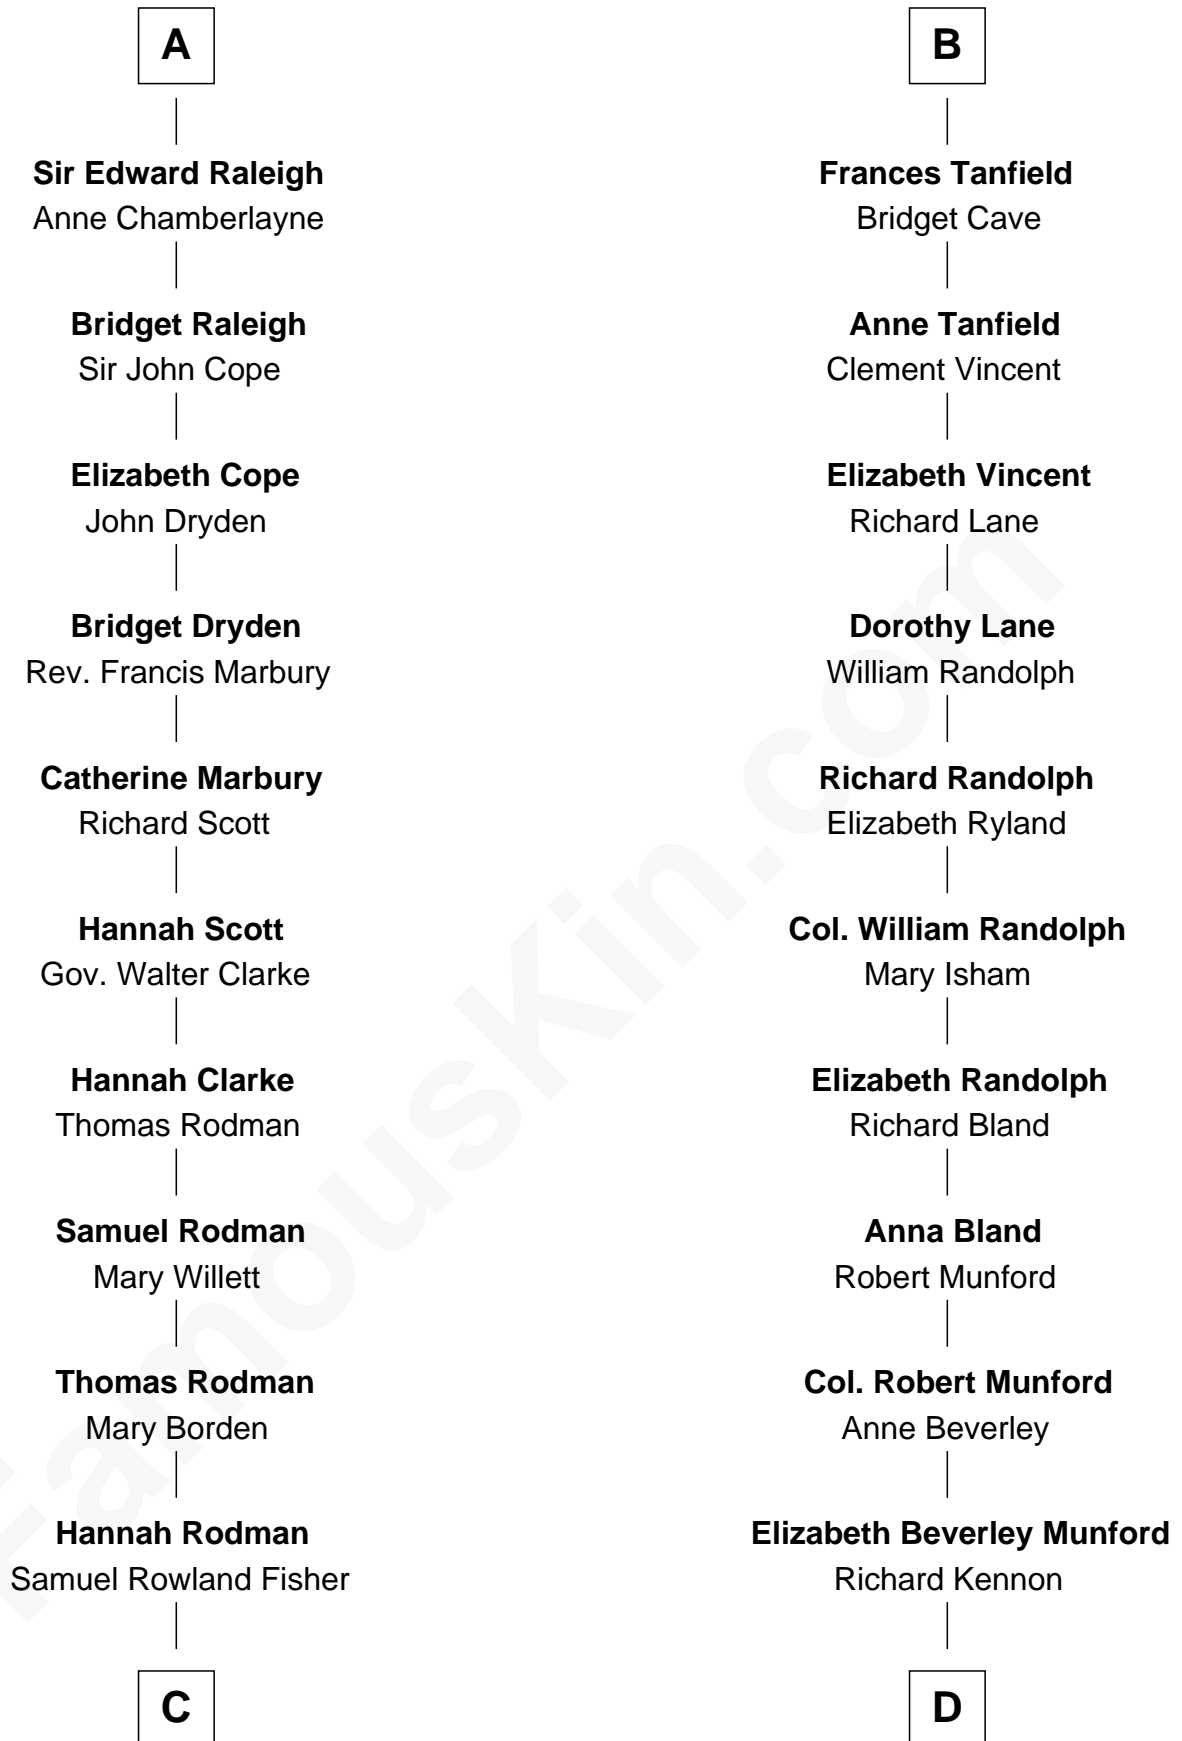 A
Sir Edward Raleigh
Anne Chamberlayne
Bridget Raleigh
Sir John Cope
Elizabeth Cope
John Dryden
Bridget Dryden
Rev. Francis Marbury
Catherine Marbury
Richard Scott
Hannah Scott
Gov. Walter Clarke
Hannah Clarke
Thomas Rodman
Samuel Rodman
Mary Willett
Thomas Rodman
Mary Borden
Hannah Rodman
Samuel Rowland Fisher
C
B
Frances Tanfield
Bridget Cave
Anne Tanfield
Clement Vincent
Elizabeth Vincent
Richard Lane
Dorothy Lane
William Randolph
Richard Randolph
Elizabeth Ryland
Col. William Randolph
Mary Isham
Elizabeth Randolph
Richard Bland
Anna Bland
Robert Munford
Col. Robert Munford
Anne Beverley
Elizabeth Beverley Munford
Richard Kennon
D
FamousKin.com